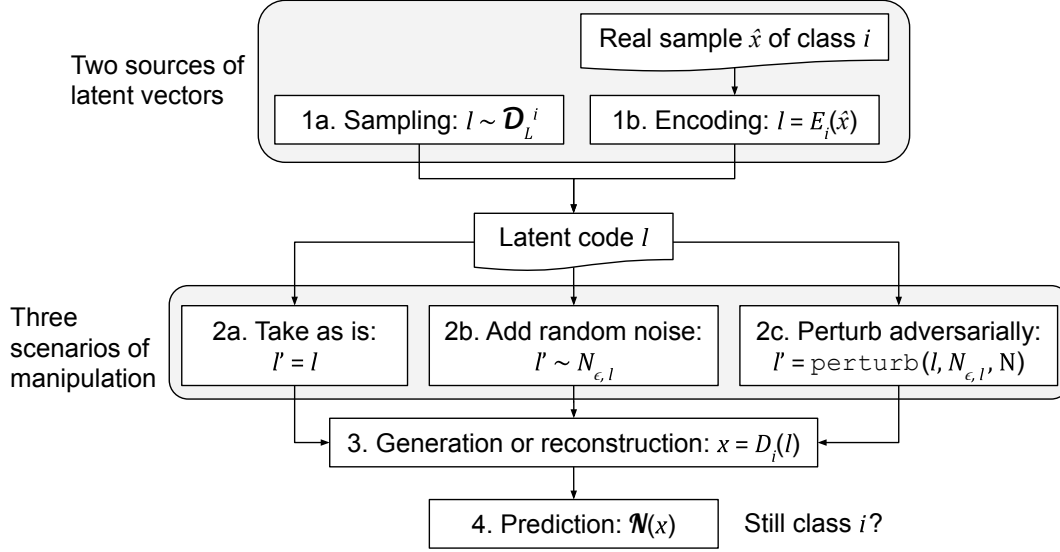 Real sample x̂ of class i
Two sources of
latent vectors
1a. Sampling: l ~ 𝓓_L^i
1b. Encoding: l = E_i(x̂)
Latent code l
Three
scenarios of
manipulation
2a. Take as is:
l' = l
2b. Add random noise:
l' ~ N_{ϵ, l}
2c. Perturb adversarially:
l' = perturb(l, N_{ϵ, l}, N)
3. Generation or reconstruction: x = D_i(l)
4. Prediction: 𝓝(x)
Still class i?